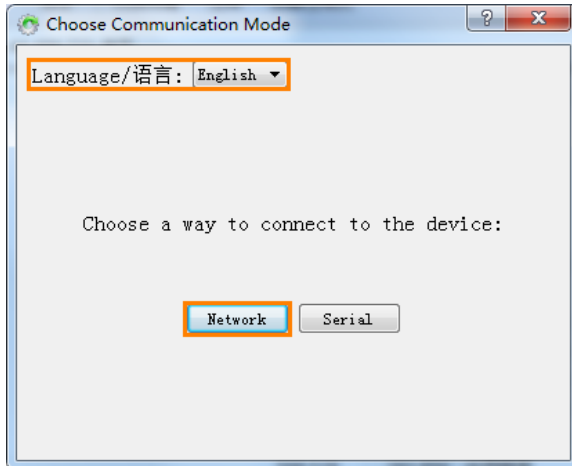 Choose Communication Mode
Language/语言: English
Choose a way to connect to the device:
Network Serial